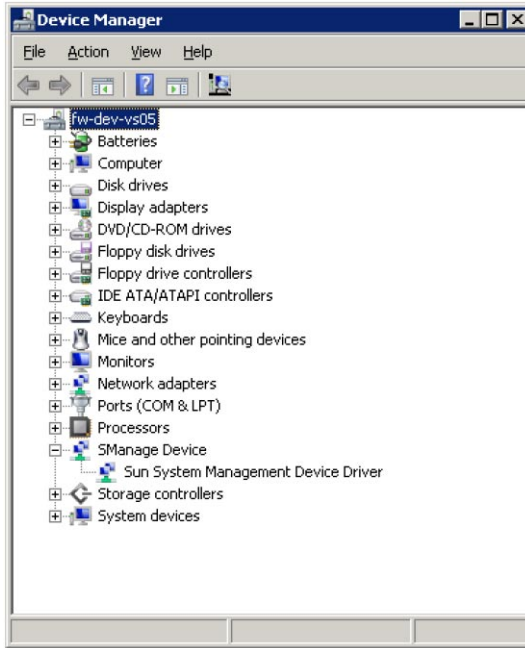 Device Manager
File Action View Help
fw-dev-vs05
Batteries
Computer
Disk drives
Display adapters
DVD/CD-ROM drives
Floppy disk drives
Floppy drive controllers
IDE ATA/ATAPI controllers
Keyboards
Mice and other pointing devices
Monitors
Network adapters
Ports (COM & LPT)
Processors
SManage Device
Sun System Management Device Driver
Storage controllers
System devices